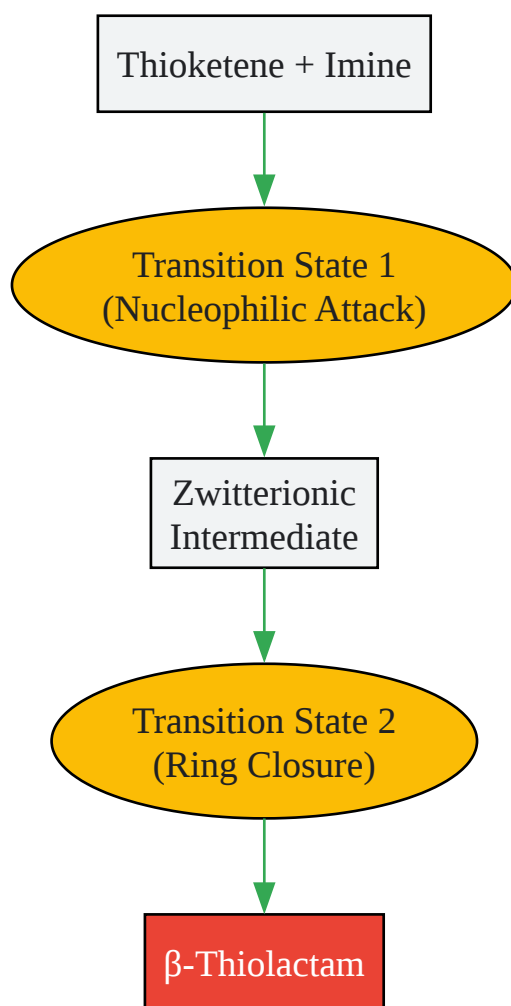 Thioketene + Imine
Transition State 1
(Nucleophilic Attack)
Zwitterionic
Intermediate
Transition State 2
(Ring Closure)
β-Thiolactam